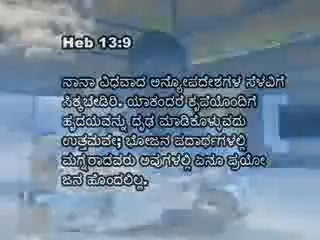 Heb 13:9
ನಾನಾ ವಿಧವಾದ ಅನ್ಯೋಪದೇಶಗಳ ಸೆಳವಿಗೆ
ಸಿಕ್ಕಬೇಡಿರಿ. ಯಾಕೆಂದರೆ ಕೃಪೆಯೊಂದಿಗೆ
ಹೃದಯವನ್ನು ದೃಢ ಮಾಡಿಕೊಳ್ಳುವದು
ಉತ್ತಮವೇ; ಭೋಜನ ಪದಾರ್ಥಗಳಲ್ಲಿ
ಮಗ್ನರಾದವರು ಅವುಗಳಲ್ಲಿ ಏನೂ ಪ್ರಯೋ
ಜನ ಹೊಂದಲಿಲ್ಲ.